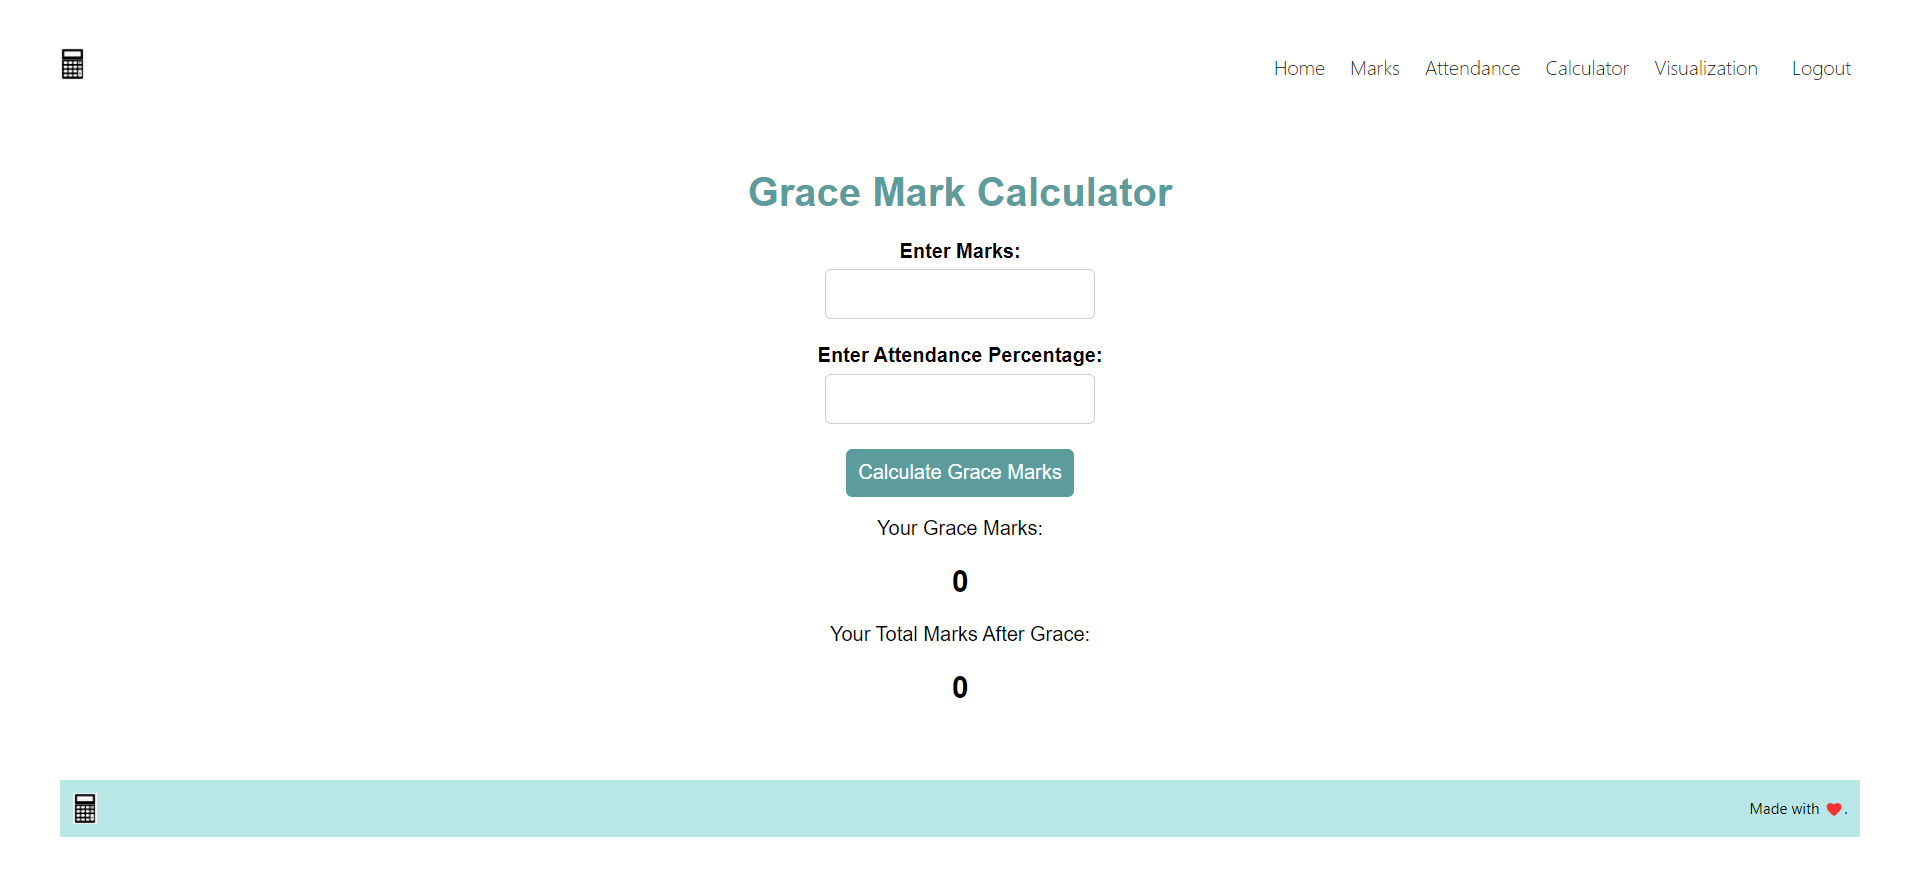 Home Marks Attendance Calculator Visualization Logout
Grace Mark Calculator
Enter Marks:
Enter Attendance Percentage:
Calculate Grace Marks
Your Grace Marks:
0
Your Total Marks After Grace:
0
Made with ❤.